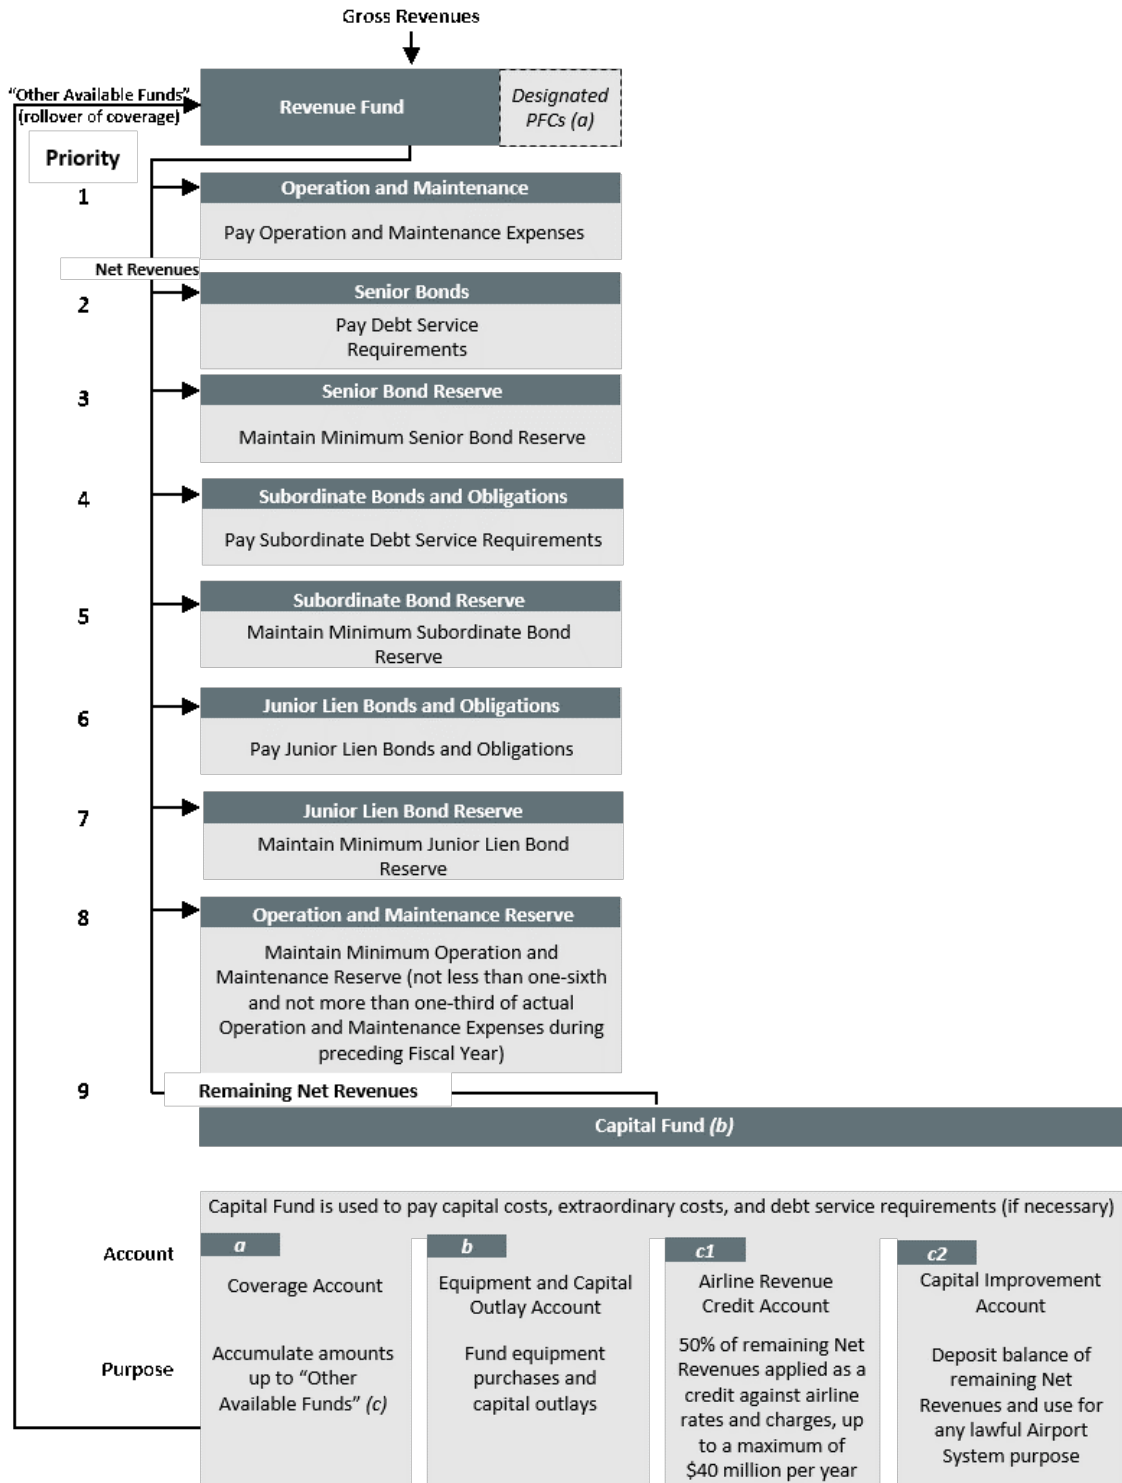 Gross Revenues
"Other Available Funds"
(rollover of coverage)
Revenue Fund
Designated
PFCs (a)
Priority
1
Operation and Maintenance
Pay Operation and Maintenance Expenses
Net Revenues
2
Senior Bonds
Pay Debt Service
Requirements
3
Senior Bond Reserve
Maintain Minimum Senior Bond Reserve
4
Subordinate Bonds and Obligations
Pay Subordinate Debt Service Requirements
5
Subordinate Bond Reserve
Maintain Minimum Subordinate Bond
Reserve
6
Junior Lien Bonds and Obligations
Pay Junior Lien Bonds and Obligations
7
Junior Lien Bond Reserve
Maintain Minimum Junior Lien Bond
Reserve
8
Operation and Maintenance Reserve
Maintain Minimum Operation and
Maintenance Reserve (not less than one-sixth
and not more than one-third of actual
Operation and Maintenance Expenses during
preceding Fiscal Year)
9
Remaining Net Revenues
Capital Fund (b)
Capital Fund is used to pay capital costs, extraordinary costs, and debt service requirements (if necessary)
Account
a
Coverage Account
b
Equipment and Capital
Outlay Account
c1
Airline Revenue
Credit Account
c2
Capital Improvement
Account
Purpose
Accumulate amounts
up to "Other
Available Funds" (c)
Fund equipment
purchases and
capital outlays
50% of remaining Net
Revenues applied as a
credit against airline
rates and charges, up
to a maximum of
$40 million per year
Deposit balance of
remaining Net
Revenues and use for
any lawful Airport
System purpose